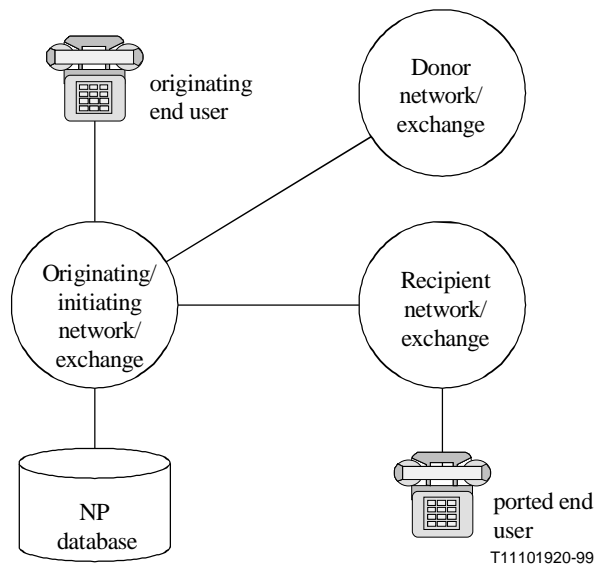 originating
end user
Donor
network/
exchange
Originating/
initiating
network/
exchange
Recipient
network/
exchange
NP
database
ported end
user
T11101920-99